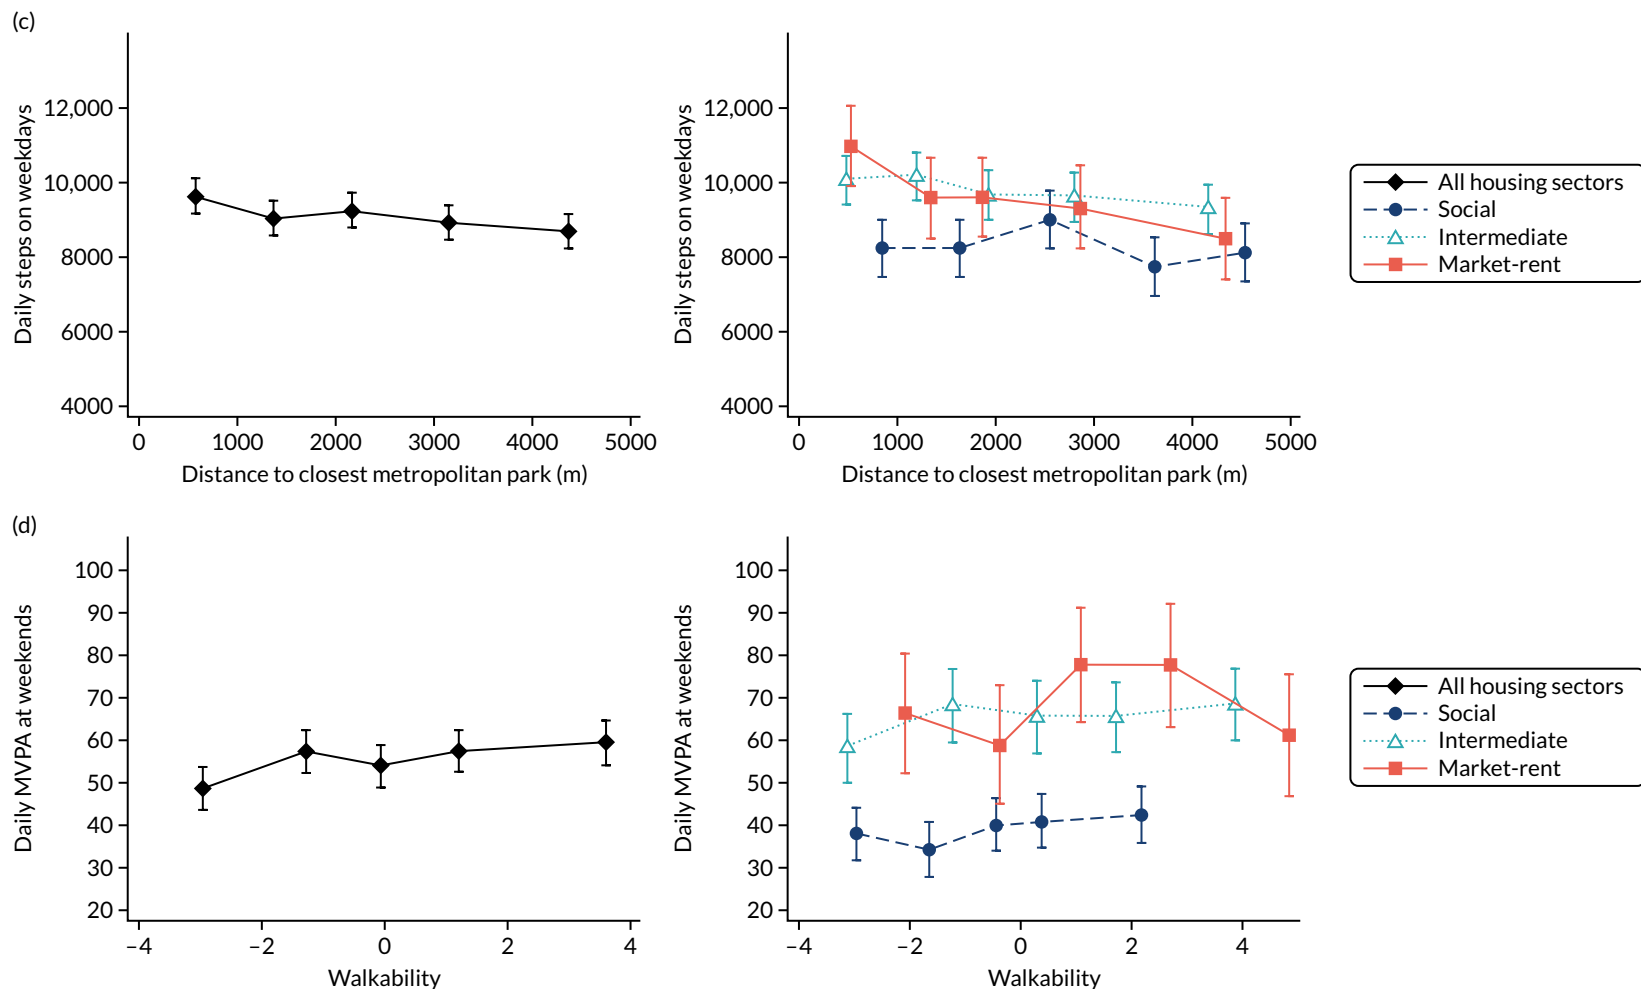 (c)
Daily steps on weekdays
12,000
10,000
8000
6000
4000
0 1000 2000 3000 4000 5000
Distance to closest metropolitan park (m)
Daily steps on weekdays
12,000
10,000
8000
6000
4000
0 1000 2000 3000 4000 5000
Distance to closest metropolitan park (m)
All housing sectors
Social
Intermediate
Market-rent
(d)
Daily MVPA at weekends
100
90
80
70
60
50
40
30
20
−4 −2 0 2 4
Walkability
Daily MVPA at weekends
100
90
80
70
60
50
40
30
20
−4 −2 0 2 4
Walkability
All housing sectors
Social
Intermediate
Market-rent